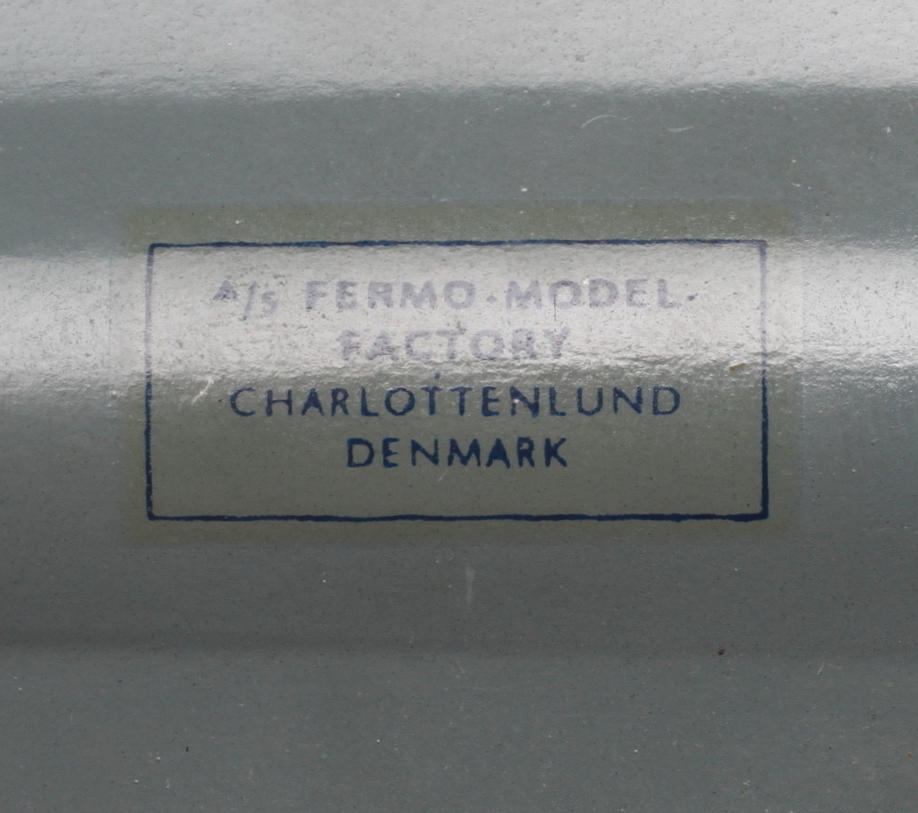 A/S FERMO-MODEL-
FACTORY
CHARLOTTENLUND
DENMARK